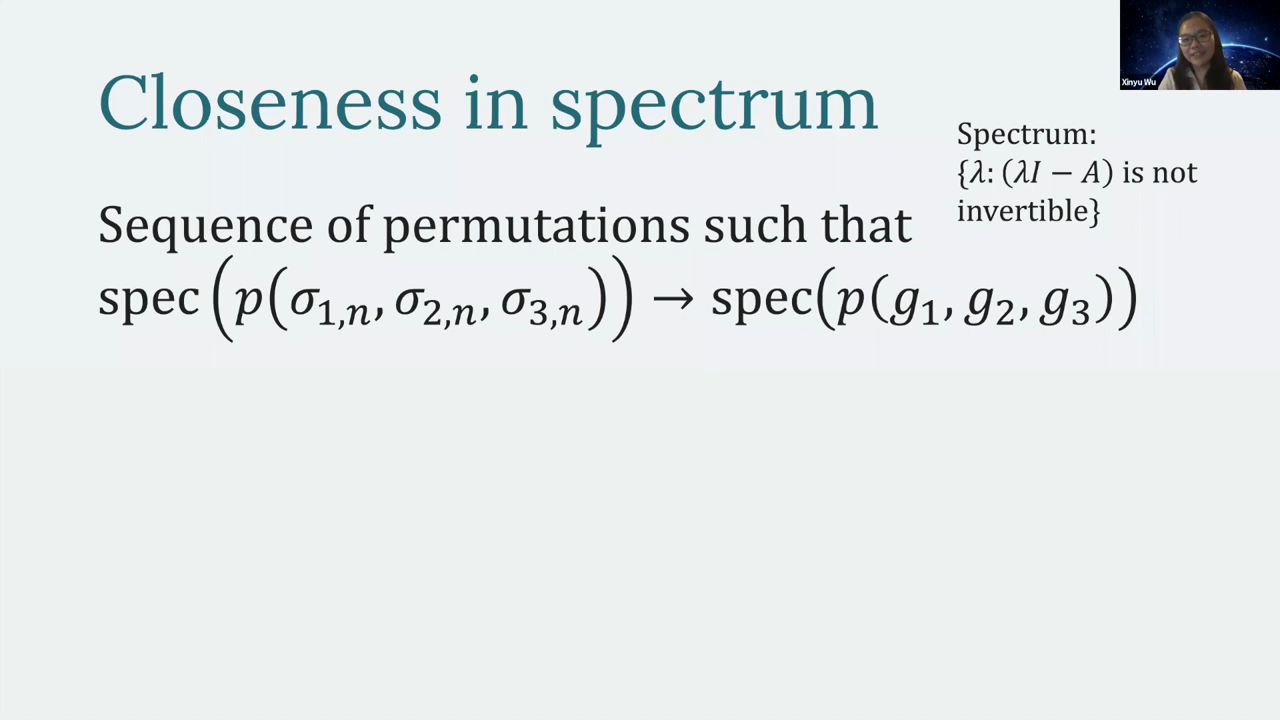 Closeness in spectrum
Xinyu Wu
Spectrum:
{λ: (λI − A) is not
invertible}
Sequence of permutations such that
spec(p(σ₁,ₙ, σ₂,ₙ, σ₃,ₙ)) → spec(p(g₁, g₂, g₃))